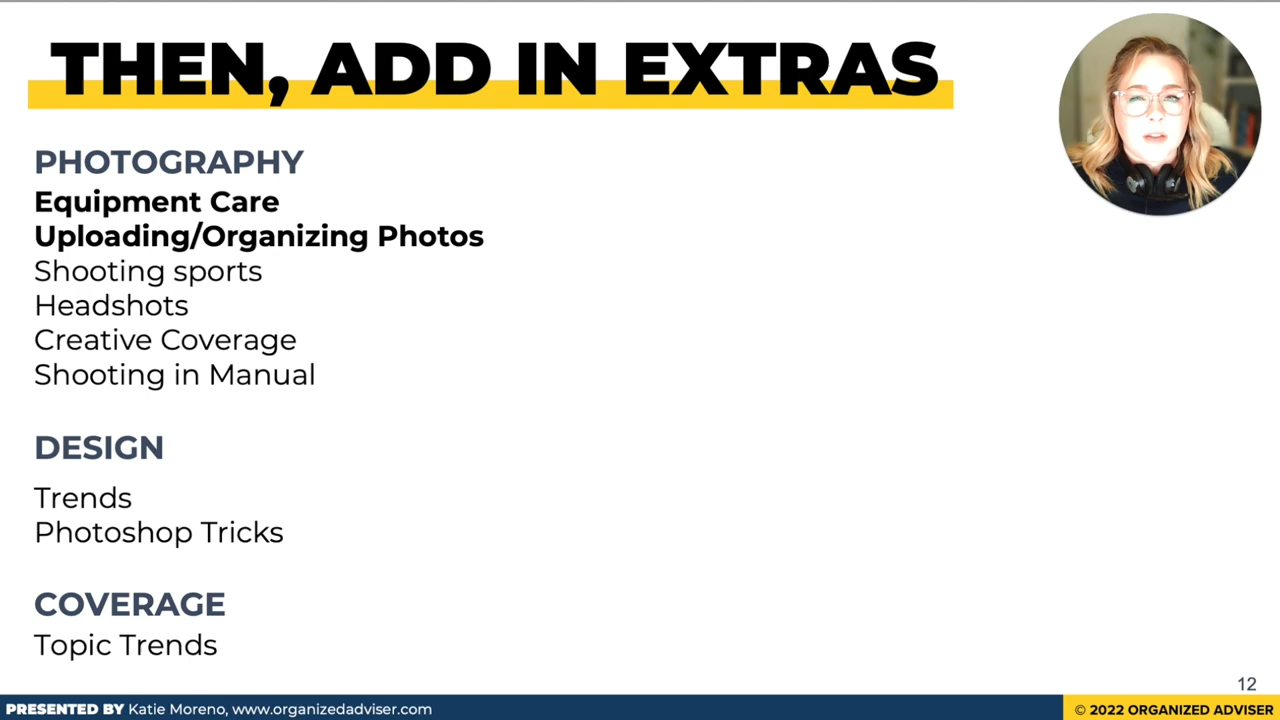 THEN, ADD IN EXTRAS
PHOTOGRAPHY
Equipment Care
Uploading/Organizing Photos
Shooting sports
Headshots
Creative Coverage
Shooting in Manual
DESIGN
Trends
Photoshop Tricks
COVERAGE
Topic Trends
12
PRESENTED BY Katie Moreno, www.organizedadviser.com
© 2022 ORGANIZED ADVISER